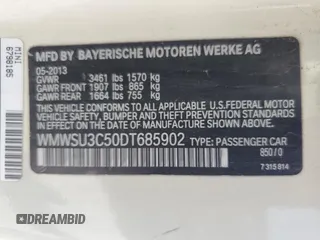 MFD BY BAYERISCHE MOTOREN WERKE AG
05-2013
GVWR 3461 lbs 1570 kg
GAWR FRONT 1907 lbs 865 kg
GAWR REAR 1664 lbs 755 kg
THIS VEHICLE CONFORMS TO ALL APPLICABLE U.S. FEDERAL
MOTOR VEHICLE SAFETY, BUMPER, AND THEFT PREVENTION
STANDARDS IN EFFECT ON THE DATE OF MANUFACTURE SHOWN ABOVE.
WMWSU3C50DT685902 TYPE: PASSENGER CAR
850/0
7 315 814
MINI
6798185
WEBID.COM